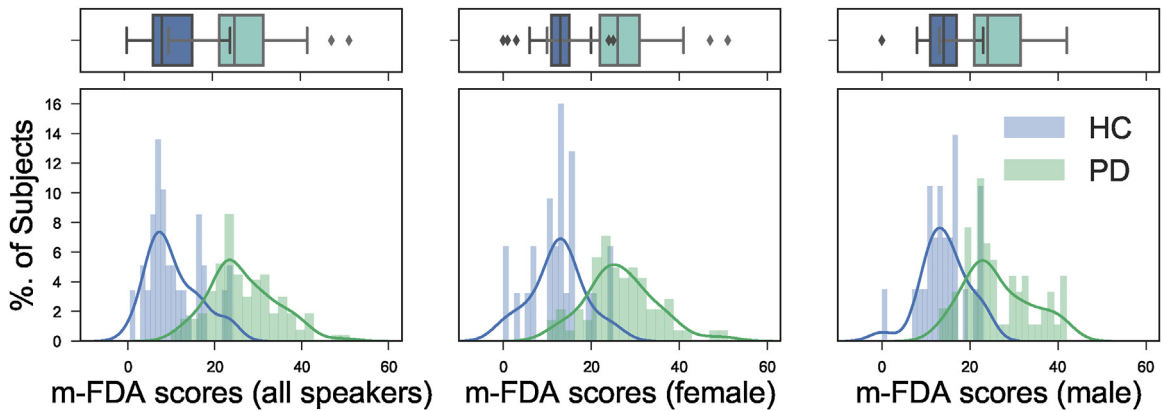 %. of Subjects
16
14
12
10
8
6
4
2
0
HC
PD
0 20 40 60
0 20 40 60
0 20 40 60
m-FDA scores (all speakers)
m-FDA scores (female)
m-FDA scores (male)